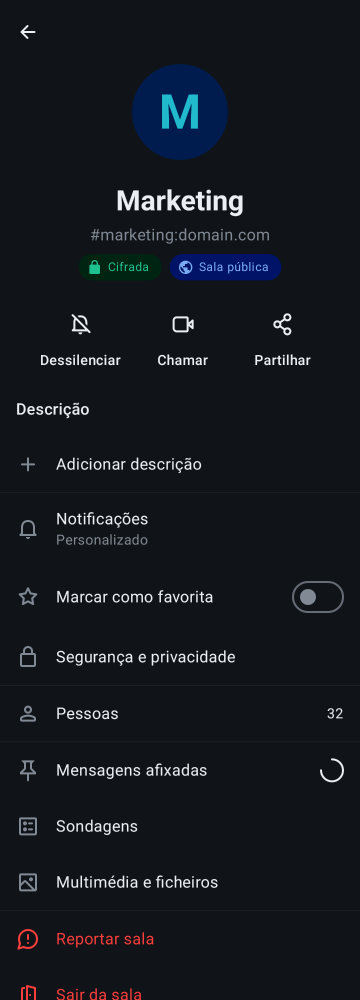 M
Marketing
#marketing:domain.com
Cifrada
Sala pública
Dessilenciar
Chamar
Partilhar
Descrição
Adicionar descrição
Notificações
Personalizado
Marcar como favorita
Segurança e privacidade
Pessoas
32
Mensagens afixadas
Sondagens
Multimédia e ficheiros
Reportar sala
Sair da sala